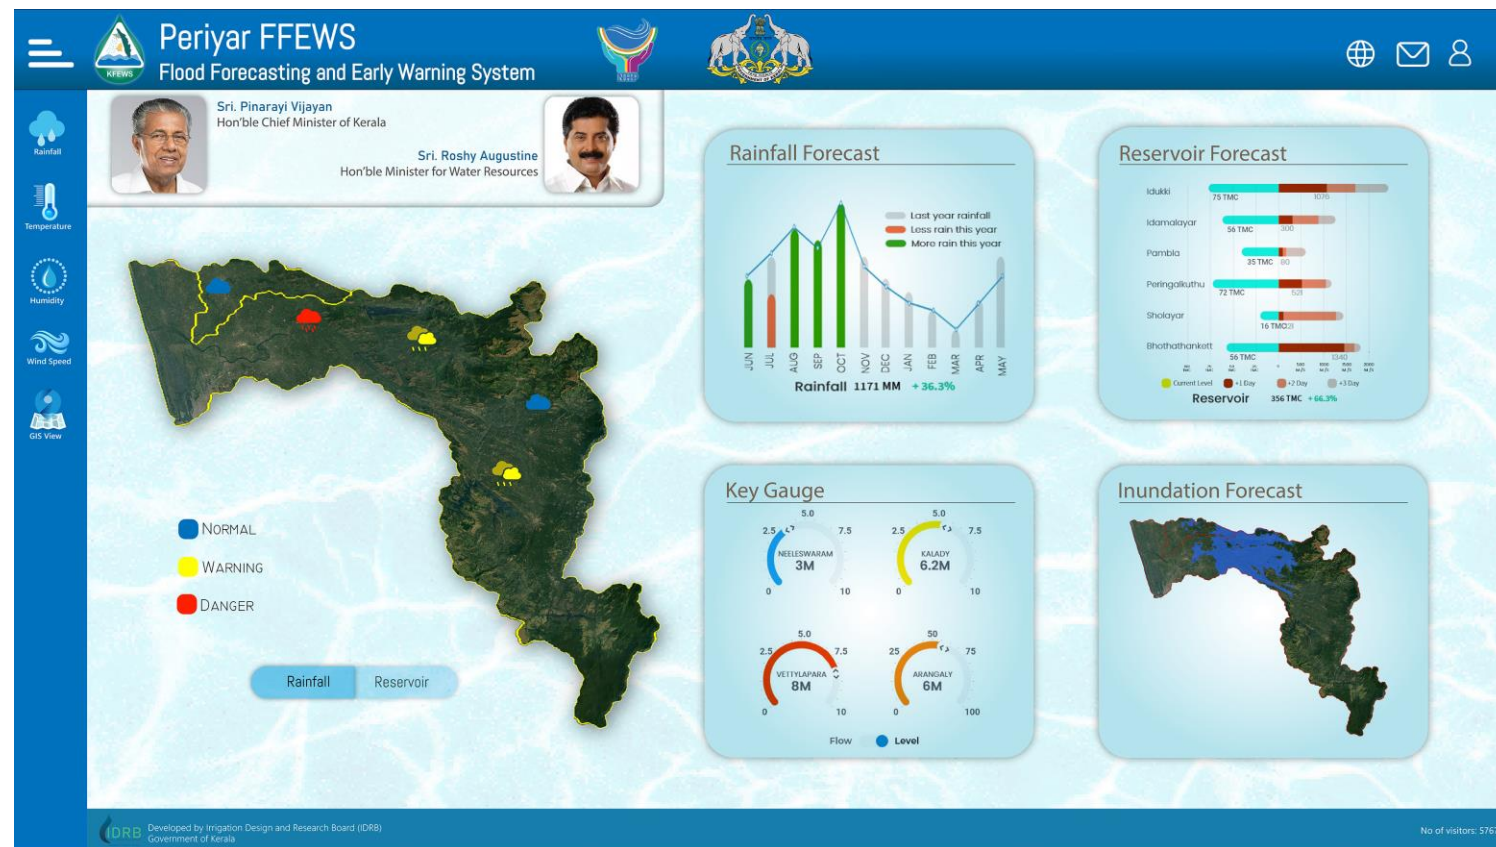 Periyar FFEWS
Flood Forecasting and Early Warning System
KFEWS
Sri. Pinarayi Vijayan
Hon'ble Chief Minister of Kerala
Sri. Roshy Augustine
Hon'ble Minister for Water Resources
Rainfall
Temperature
Humidity
Wind Speed
GIS View
NORMAL
WARNING
DANGER
Rainfall
Reservoir
Rainfall Forecast
Last year rainfall
Less rain this year
More rain this year
JUN
JUL
AUG
SEP
OCT
NOV
DEC
JAN
FEB
MAR
APR
MAY
Rainfall 1171 MM + 36.3%
Reservoir Forecast
Idukki
75 TMC
1076
Idamalayar
56 TMC
300
Pambla
35 TMC
80
Peringalkuthu
72 TMC
521
Sholayar
16 TMC
Bhothathankett
56 TMC
1340
Current Level
+1 Day
+2 Day
+3 Day
Reservoir 356 TMC + 66.3%
Key Gauge
5.0
2.5
7.5
NEELESWARAM
3M
0
10
5.0
2.5
7.5
KALADY
6.2M
0
10
5.0
2.5
7.5
VETTYLAPARA
8M
0
10
50
25
75
ARANGALY
6M
0
100
Flow
Level
Inundation Forecast
IDRB
Developed by Irrigation Design and Research Board (IDRB)
Government of Kerala
No of visitors: 5767